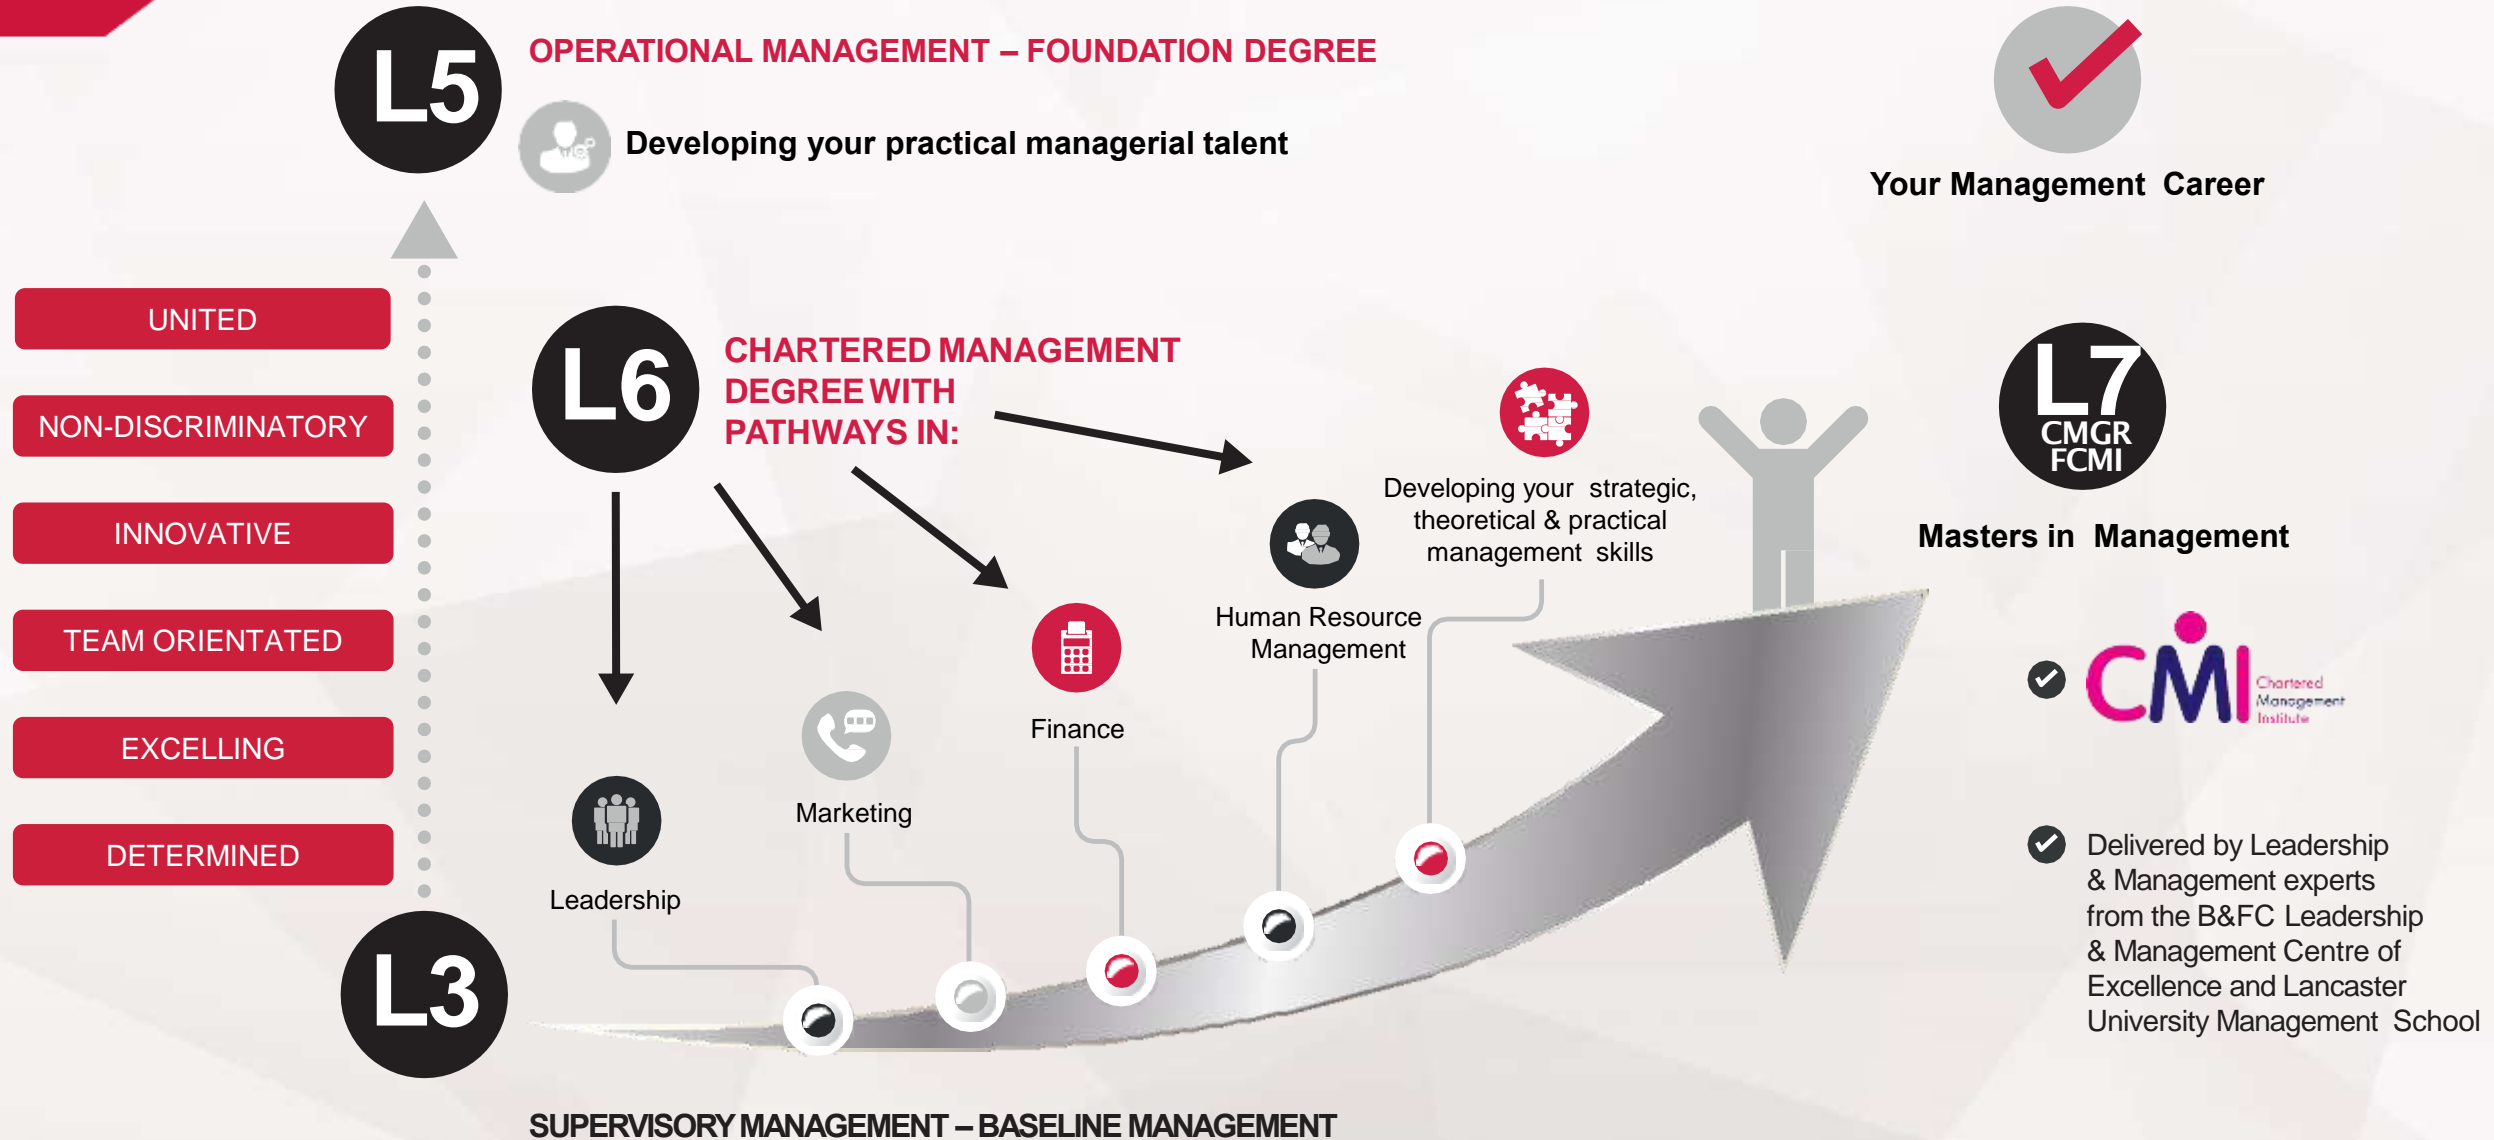 L5
OPERATIONAL MANAGEMENT – FOUNDATION DEGREE
Developing your practical managerial talent
Your Management Career
UNITED
NON-DISCRIMINATORY
INNOVATIVE
TEAM ORIENTATED
EXCELLING
DETERMINED
L6
CHARTERED MANAGEMENT
DEGREE WITH
PATHWAYS IN:
Leadership
Marketing
Finance
Human Resource
Management
Developing your strategic,
theoretical & practical
management skills
L7
CMGR
FCMI
Masters in Management
CMI
Chartered
Management
Institute
Delivered by Leadership
& Management experts
from the B&FC Leadership
& Management Centre of
Excellence and Lancaster
University Management School
L3
SUPERVISORY MANAGEMENT – BASELINE MANAGEMENT